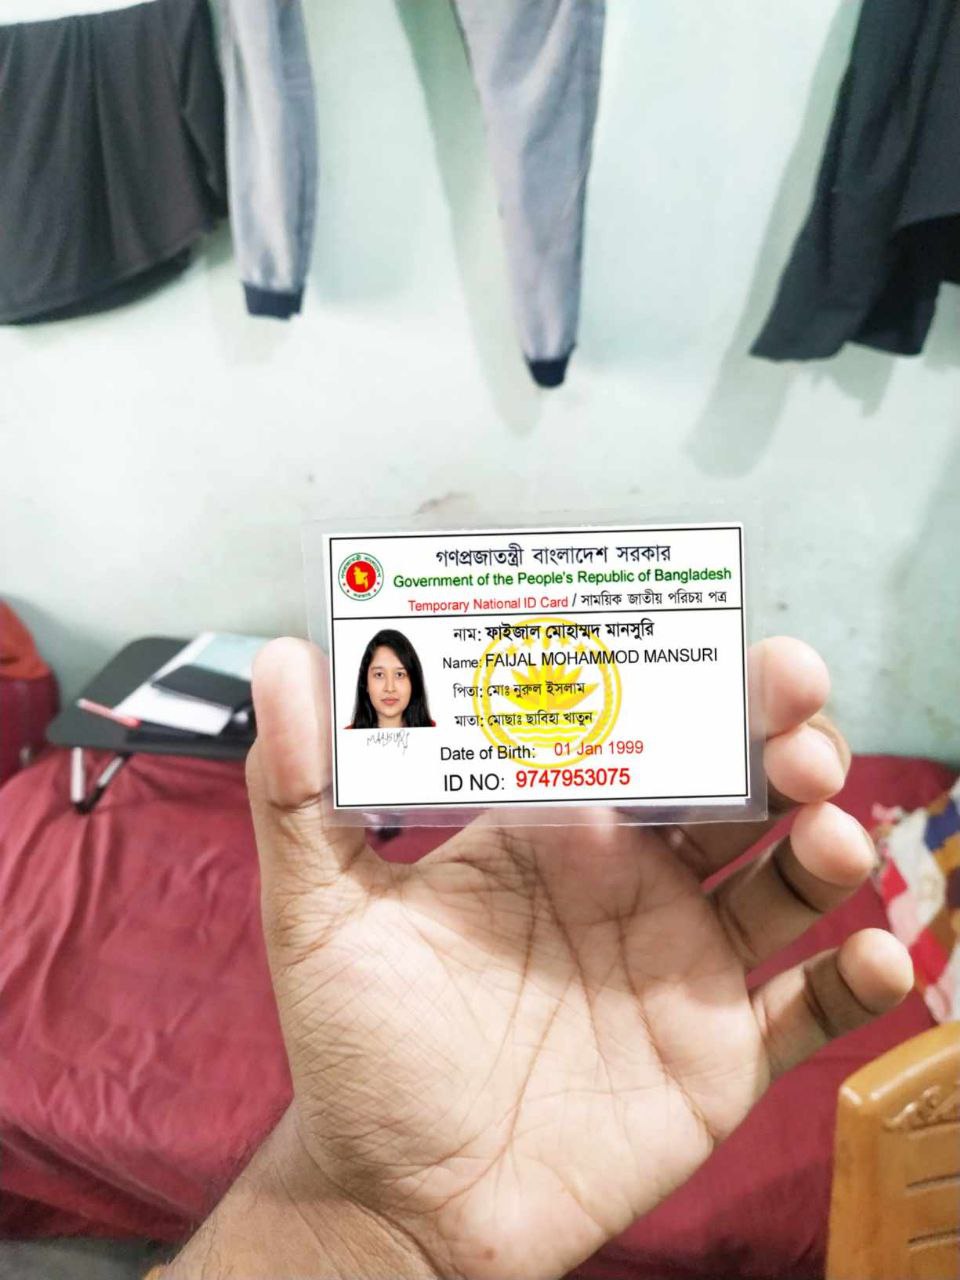 গণপ্রজাতন্ত্রী বাংলাদেশ সরকার
Government of the People's Republic of Bangladesh
Temporary National ID Card / সাময়িক জাতীয় পরিচয় পত্র
নাম: ফাইজাল মোহাম্মদ মানসুরি
Name: FAIJAL MOHAMMOD MANSURI
পিতা: মোঃ নুরুল ইসলাম
মাতা: মোছাঃ ছাবিহা খাতুন
Date of Birth: 01 Jan 1999
ID NO: 9747953075